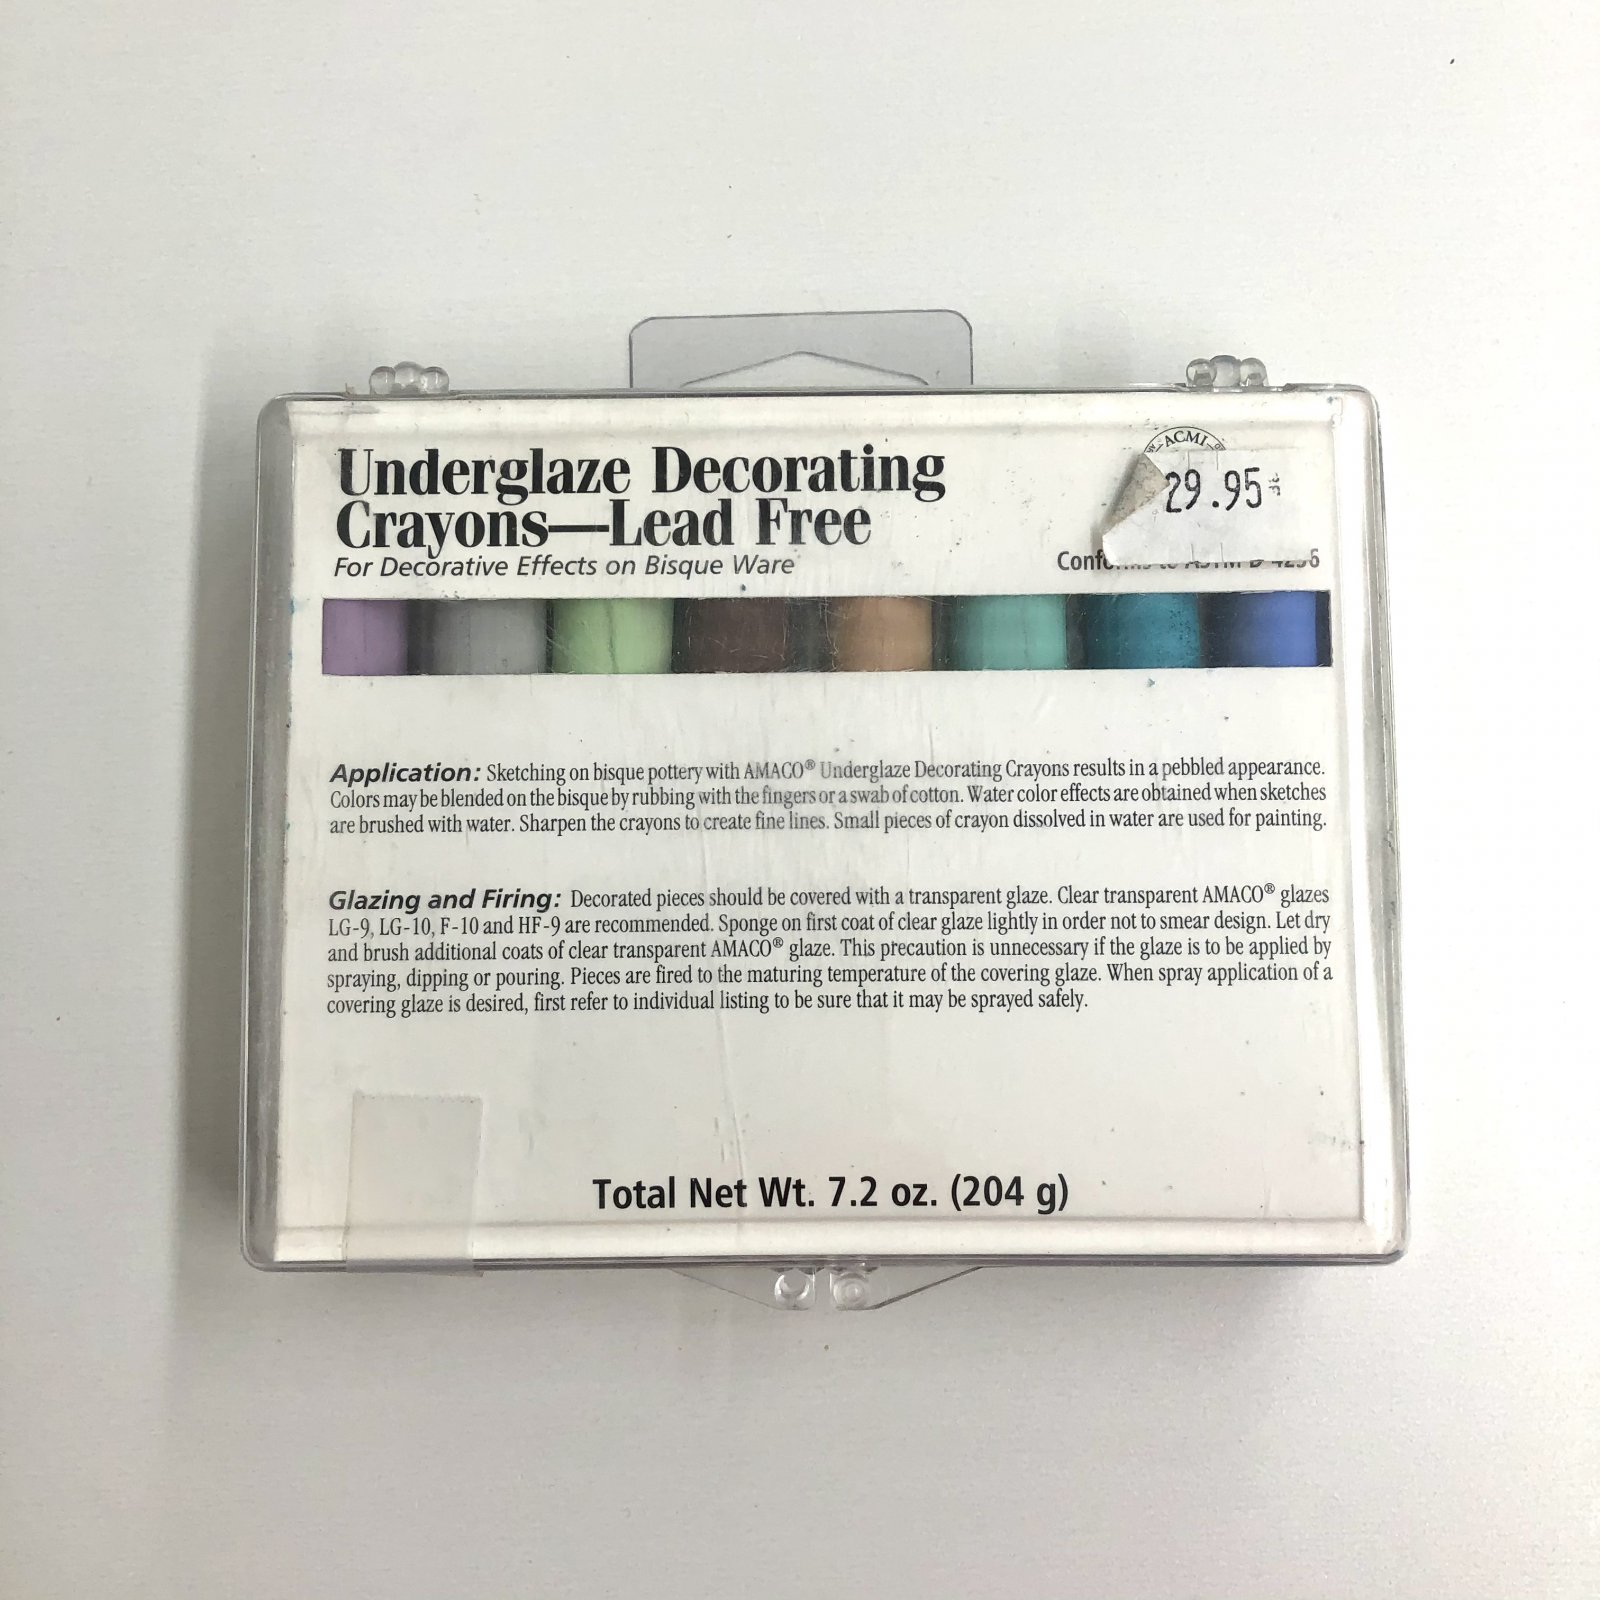 Underglaze Decorating
Crayons—Lead Free
For Decorative Effects on Bisque Ware
ACMI
29.95
Conforms to ASTM D-4236
Application: Sketching on bisque pottery with AMACO® Underglaze Decorating Crayons results in a pebbled appearance.
Colors may be blended on the bisque by rubbing with the fingers or a swab of cotton. Water color effects are obtained when sketches
are brushed with water. Sharpen the crayons to create fine lines. Small pieces of crayon dissolved in water are used for painting.
Glazing and Firing: Decorated pieces should be covered with a transparent glaze. Clear transparent AMACO® glazes
LG-9, LG-10, F-10 and HF-9 are recommended. Sponge on first coat of clear glaze lightly in order not to smear design. Let dry
and brush additional coats of clear transparent AMACO® glaze. This precaution is unnecessary if the glaze is to be applied by
spraying, dipping or pouring. Pieces are fired to the maturing temperature of the covering glaze. When spray application of a
covering glaze is desired, first refer to individual listing to be sure that it may be sprayed safely.
Total Net Wt. 7.2 oz. (204 g)